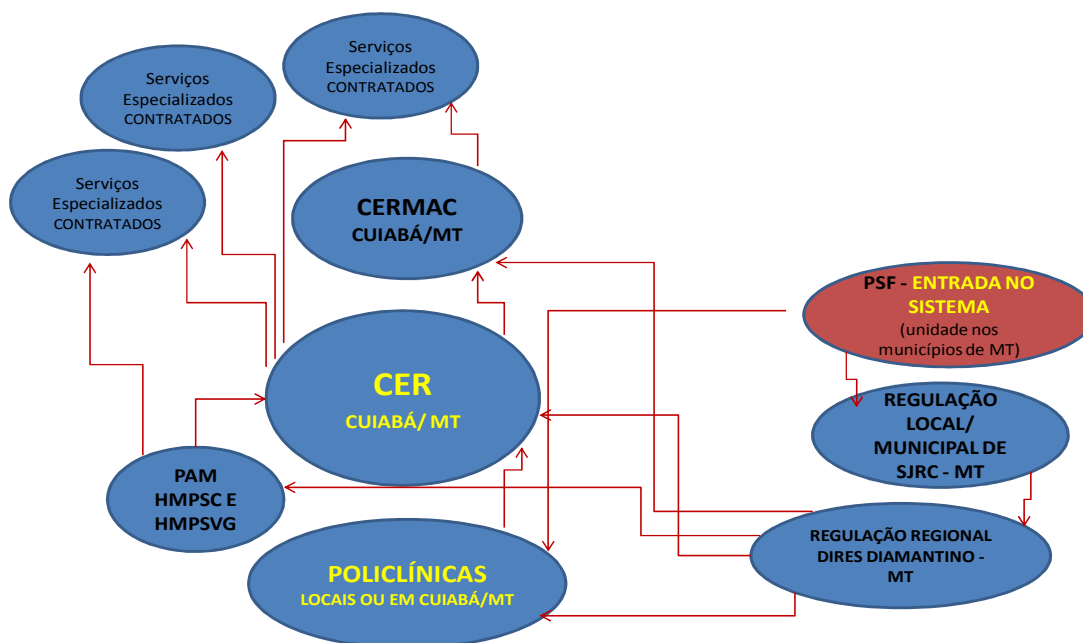 Serviços
Especializados
CONTRATADOS
Serviços
Especializados
CONTRATADOS
Serviços
Especializados
CONTRATADOS
CERMAC
CUIABÁ/MT
PSF - ENTRADA NO
SISTEMA
(unidade nos
municípios de MT)
CER
CUIABÁ/ MT
REGULAÇÃO
LOCAL/
MUNICIPAL DE
SJRC - MT
PAM
HMPSC E
HMPSVG
REGULAÇÃO REGIONAL
DIRES DIAMANTINO -
MT
POLICLÍNICAS
LOCAIS OU EM CUIABÁ/MT